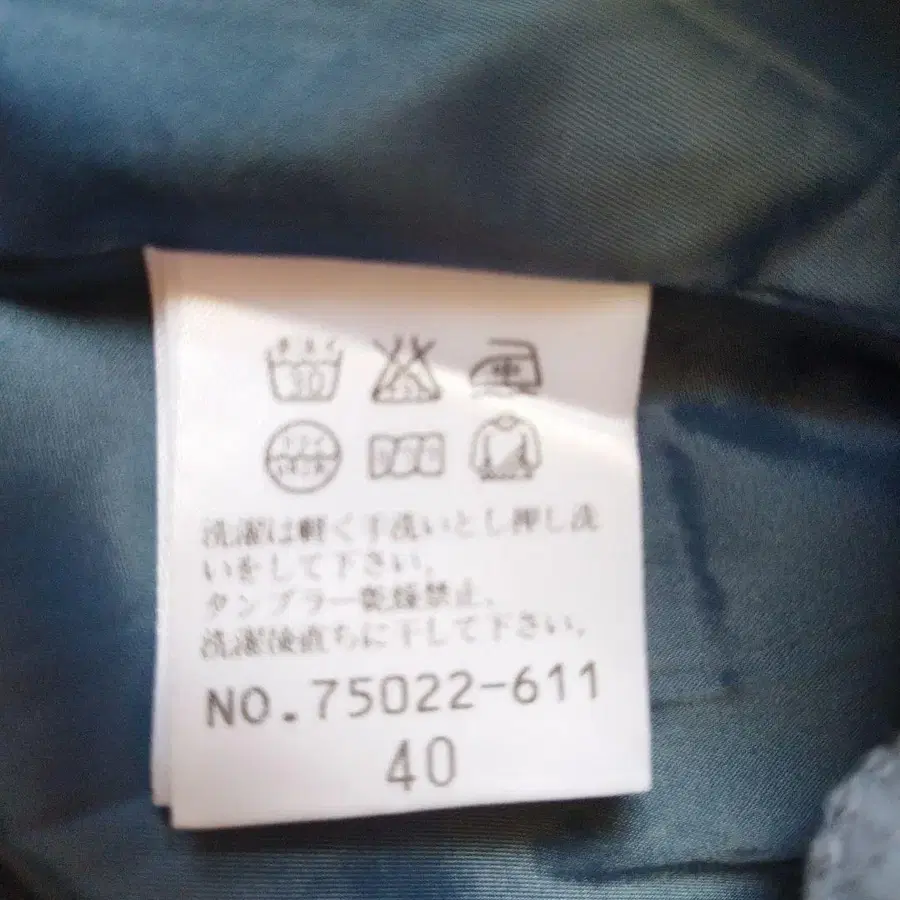 洗濯は軽く手洗いとし押し洗
いをして下さい。
タンブラー乾燥禁止。
洗濯後直ちに干して下さい。
NO.75022-611
40